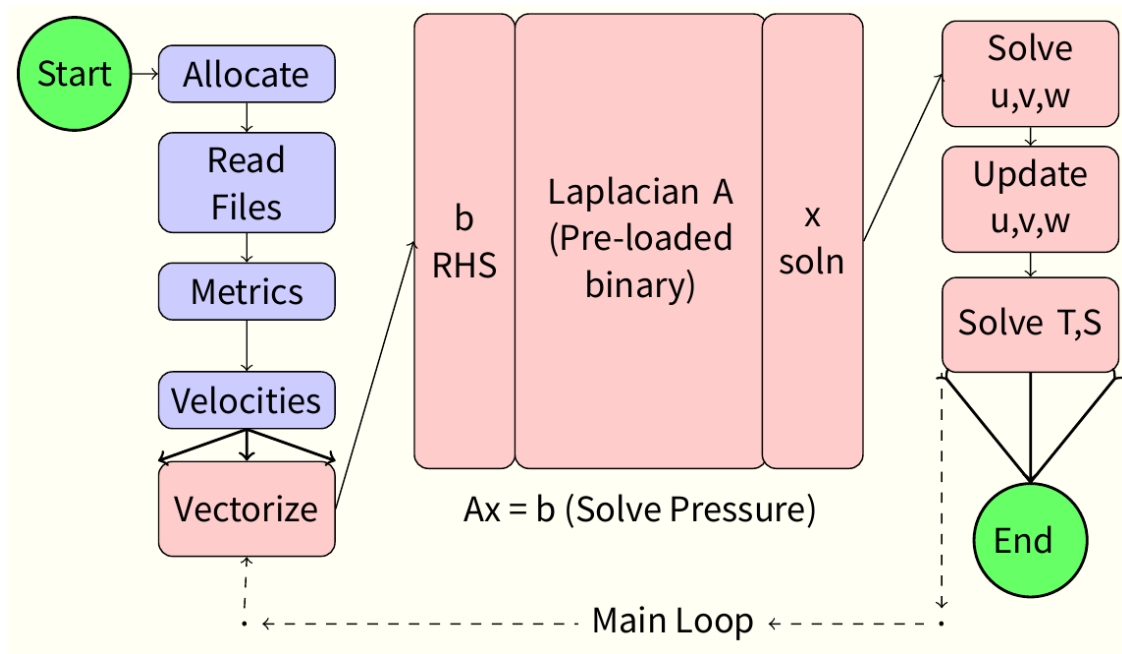 Start
Allocate
Read
Files
Metrics
Velocities
Vectorize
b
RHS
Laplacian A
(Pre-loaded
binary)
x
soln
Ax = b (Solve Pressure)
Solve
u,v,w
Update
u,v,w
Solve T,S
End
Main Loop